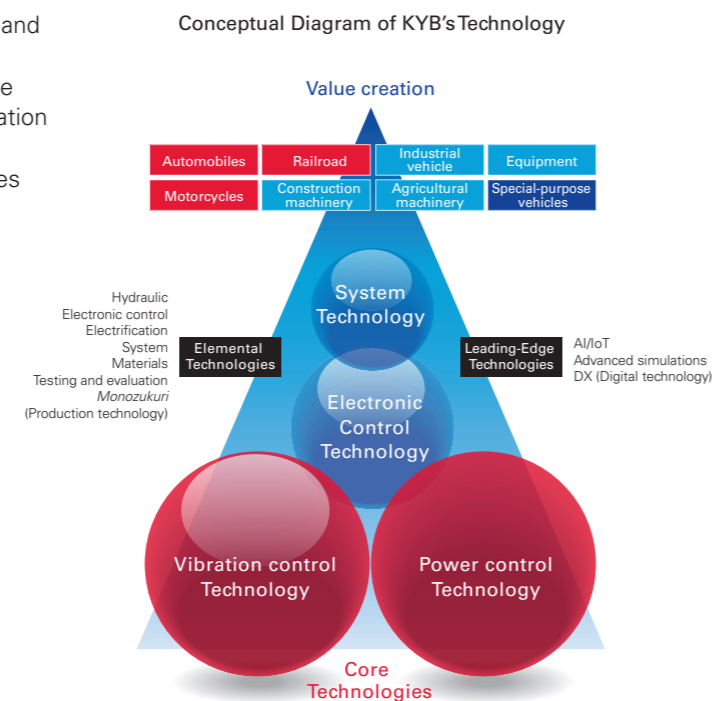 and
e
ation
es
Conceptual Diagram of KYB's Technology
Value creation
Automobiles
Railroad
Industrial
vehicle
Equipment
Motorcycles
Construction
machinery
Agricultural
machinery
Special-purpose
vehicles
System
Technology
Hydraulic
Electronic control
Electrification
System
Materials
Testing and evaluation
Monozukuri
(Production technology)
Elemental
Technologies
Leading-Edge
Technologies
AI/IoT
Advanced simulations
DX (Digital technology)
Electronic
Control
Technology
Vibration control
Technology
Power control
Technology
Core
Technologies